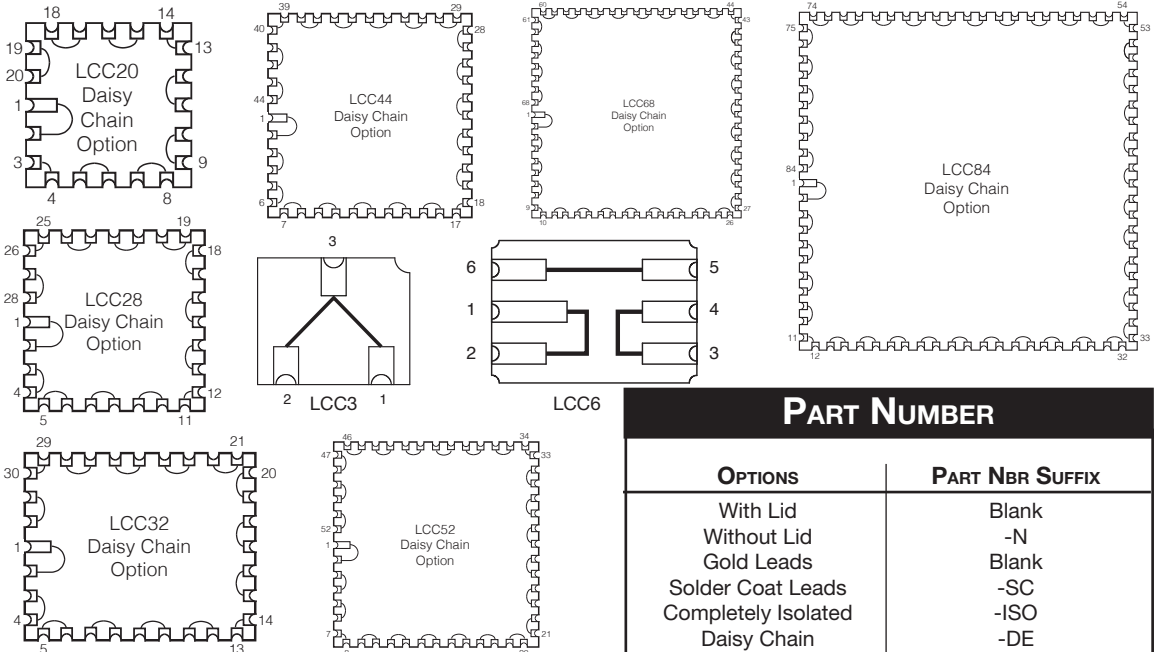 18 14
19 13
20
1
3 9
4 8
LCC20
Daisy
Chain
Option
39 29
40 28
44
1
6 18
7 17
LCC44
Daisy Chain
Option
60 44
61 43
68
1
9 27
10 26
LCC68
Daisy Chain
Option
74 54
75 53
84
1
11 33
12 32
LCC84
Daisy Chain
Option
25 19
26 18
28
1
4 12
5 11
LCC28
Daisy Chain
Option
3
2 1
LCC3
6 5
1 4
2 3
LCC6
29 21
30 20
1
4 14
5 13
LCC32
Daisy Chain
Option
46 34
47 33
52
1
7 21
LCC52
Daisy Chain
Option
PART NUMBER
OPTIONS PART NBR SUFFIX
With Lid Blank
Without Lid -N
Gold Leads Blank
Solder Coat Leads -SC
Completely Isolated -ISO
Daisy Chain -DE